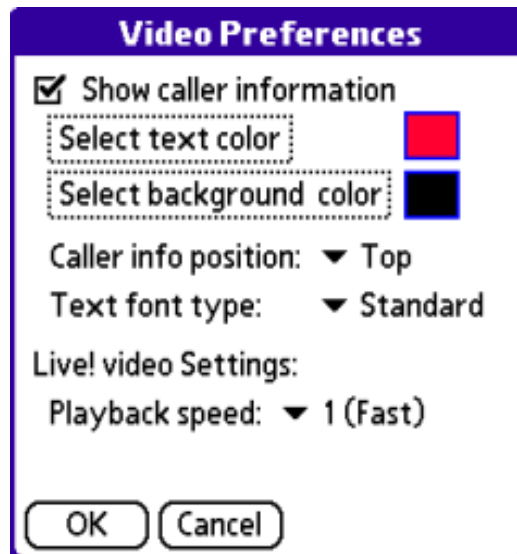 Video Preferences
Show caller information
Select text color
Select background color
Caller info position: Top
Text font type: Standard
Live! video Settings:
Playback speed: 1 (Fast)
OK Cancel